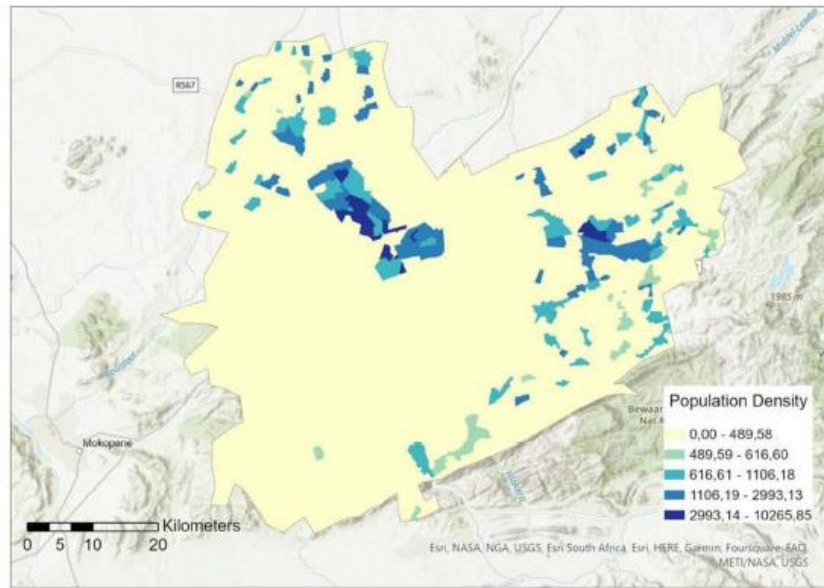 Middel-Letaba
R567
1985 m
Mokopane
Population Density
0,00 - 489,58
489,59 - 616,60
616,61 - 1106,18
1106,19 - 2993,13
2993,14 - 10265,85
Nat
Kilometers
0 5 10 20
Esri, NASA, NGA, USGS, Esri South Africa, Esri, HERE, Garmin, Foursquare, FAO,
METI/NASA, USGS